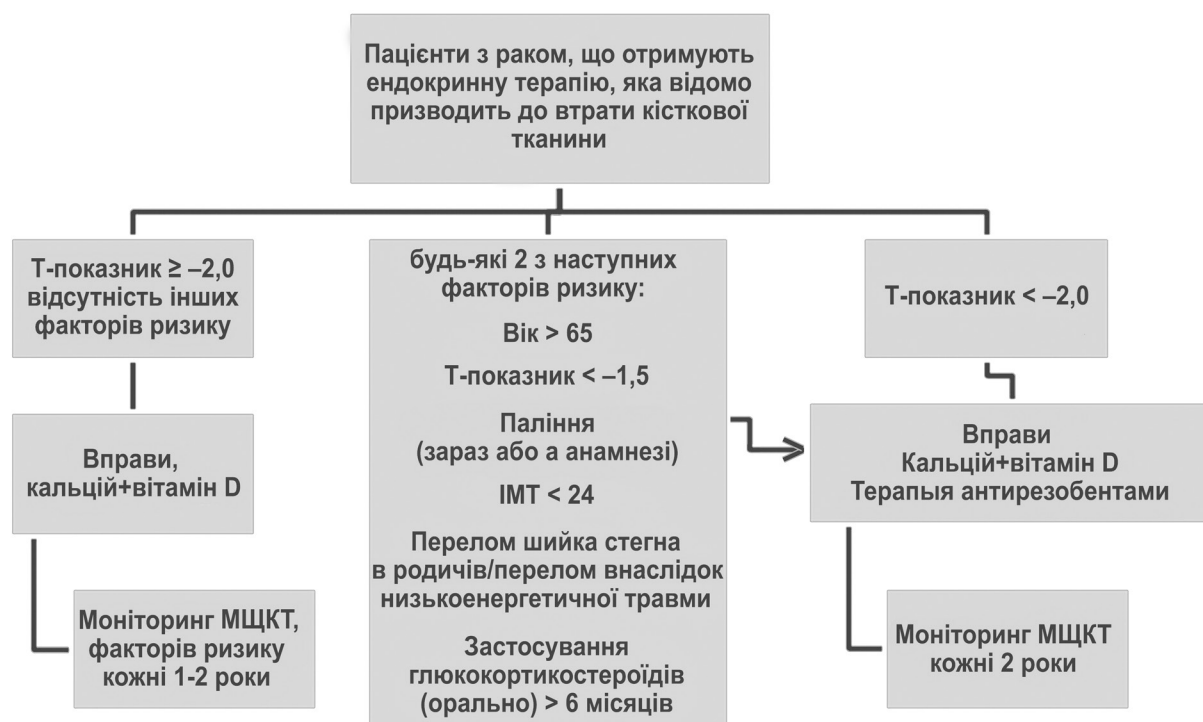 Пацієнти з раком, що отримують
ендокринну терапію, яка відомо
призводить до втрати кісткової
тканини
Т-показник ≥ –2,0
відсутність інших
факторів ризику
Вправи,
кальцій+вітамін D
Моніторинг МЩКТ,
факторів ризику
кожні 1-2 роки
будь-які 2 з наступних
факторів ризику:
Вік > 65
Т-показник < –1,5
Паління
(зараз або а анамнезі)
ІМТ < 24
Перелом шийка стегна
в родичів/перелом внаслідок
низькоенергетичної травми
Застосування
глюкокортикостероїдів
(орально) > 6 місяців
Т-показник < –2,0
Вправи
Кальцій+вітамін D
Терапыя антирезобентами
Моніторинг МЩКТ
кожні 2 роки